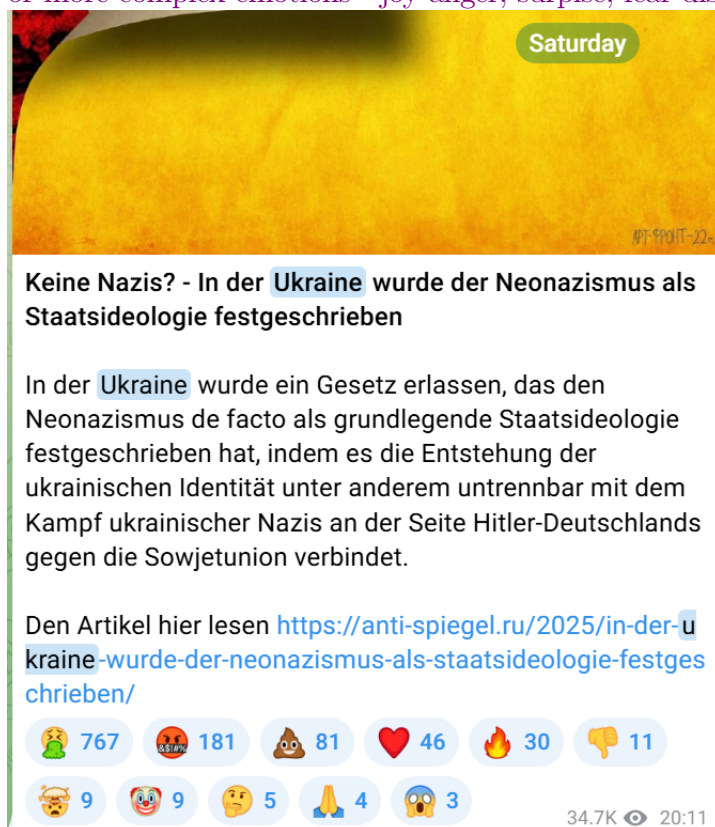 Saturday
АРТ-ФРОНТ-22г.
Keine Nazis? - In der Ukraine wurde der Neonazismus als
Staatsideologie festgeschrieben
In der Ukraine wurde ein Gesetz erlassen, das den
Neonazismus de facto als grundlegende Staatsideologie
festgeschrieben hat, indem es die Entstehung der
ukrainischen Identität unter anderem untrennbar mit dem
Kampf ukrainischer Nazis an der Seite Hitler-Deutschlands
gegen die Sowjetunion verbindet.
Den Artikel hier lesen https://anti-spiegel.ru/2025/in-der-u
kraine-wurde-der-neonazismus-als-staatsideologie-festges
chrieben/
767 181 81 46 30 11
9 9 5 4 3
34.7K 20:11